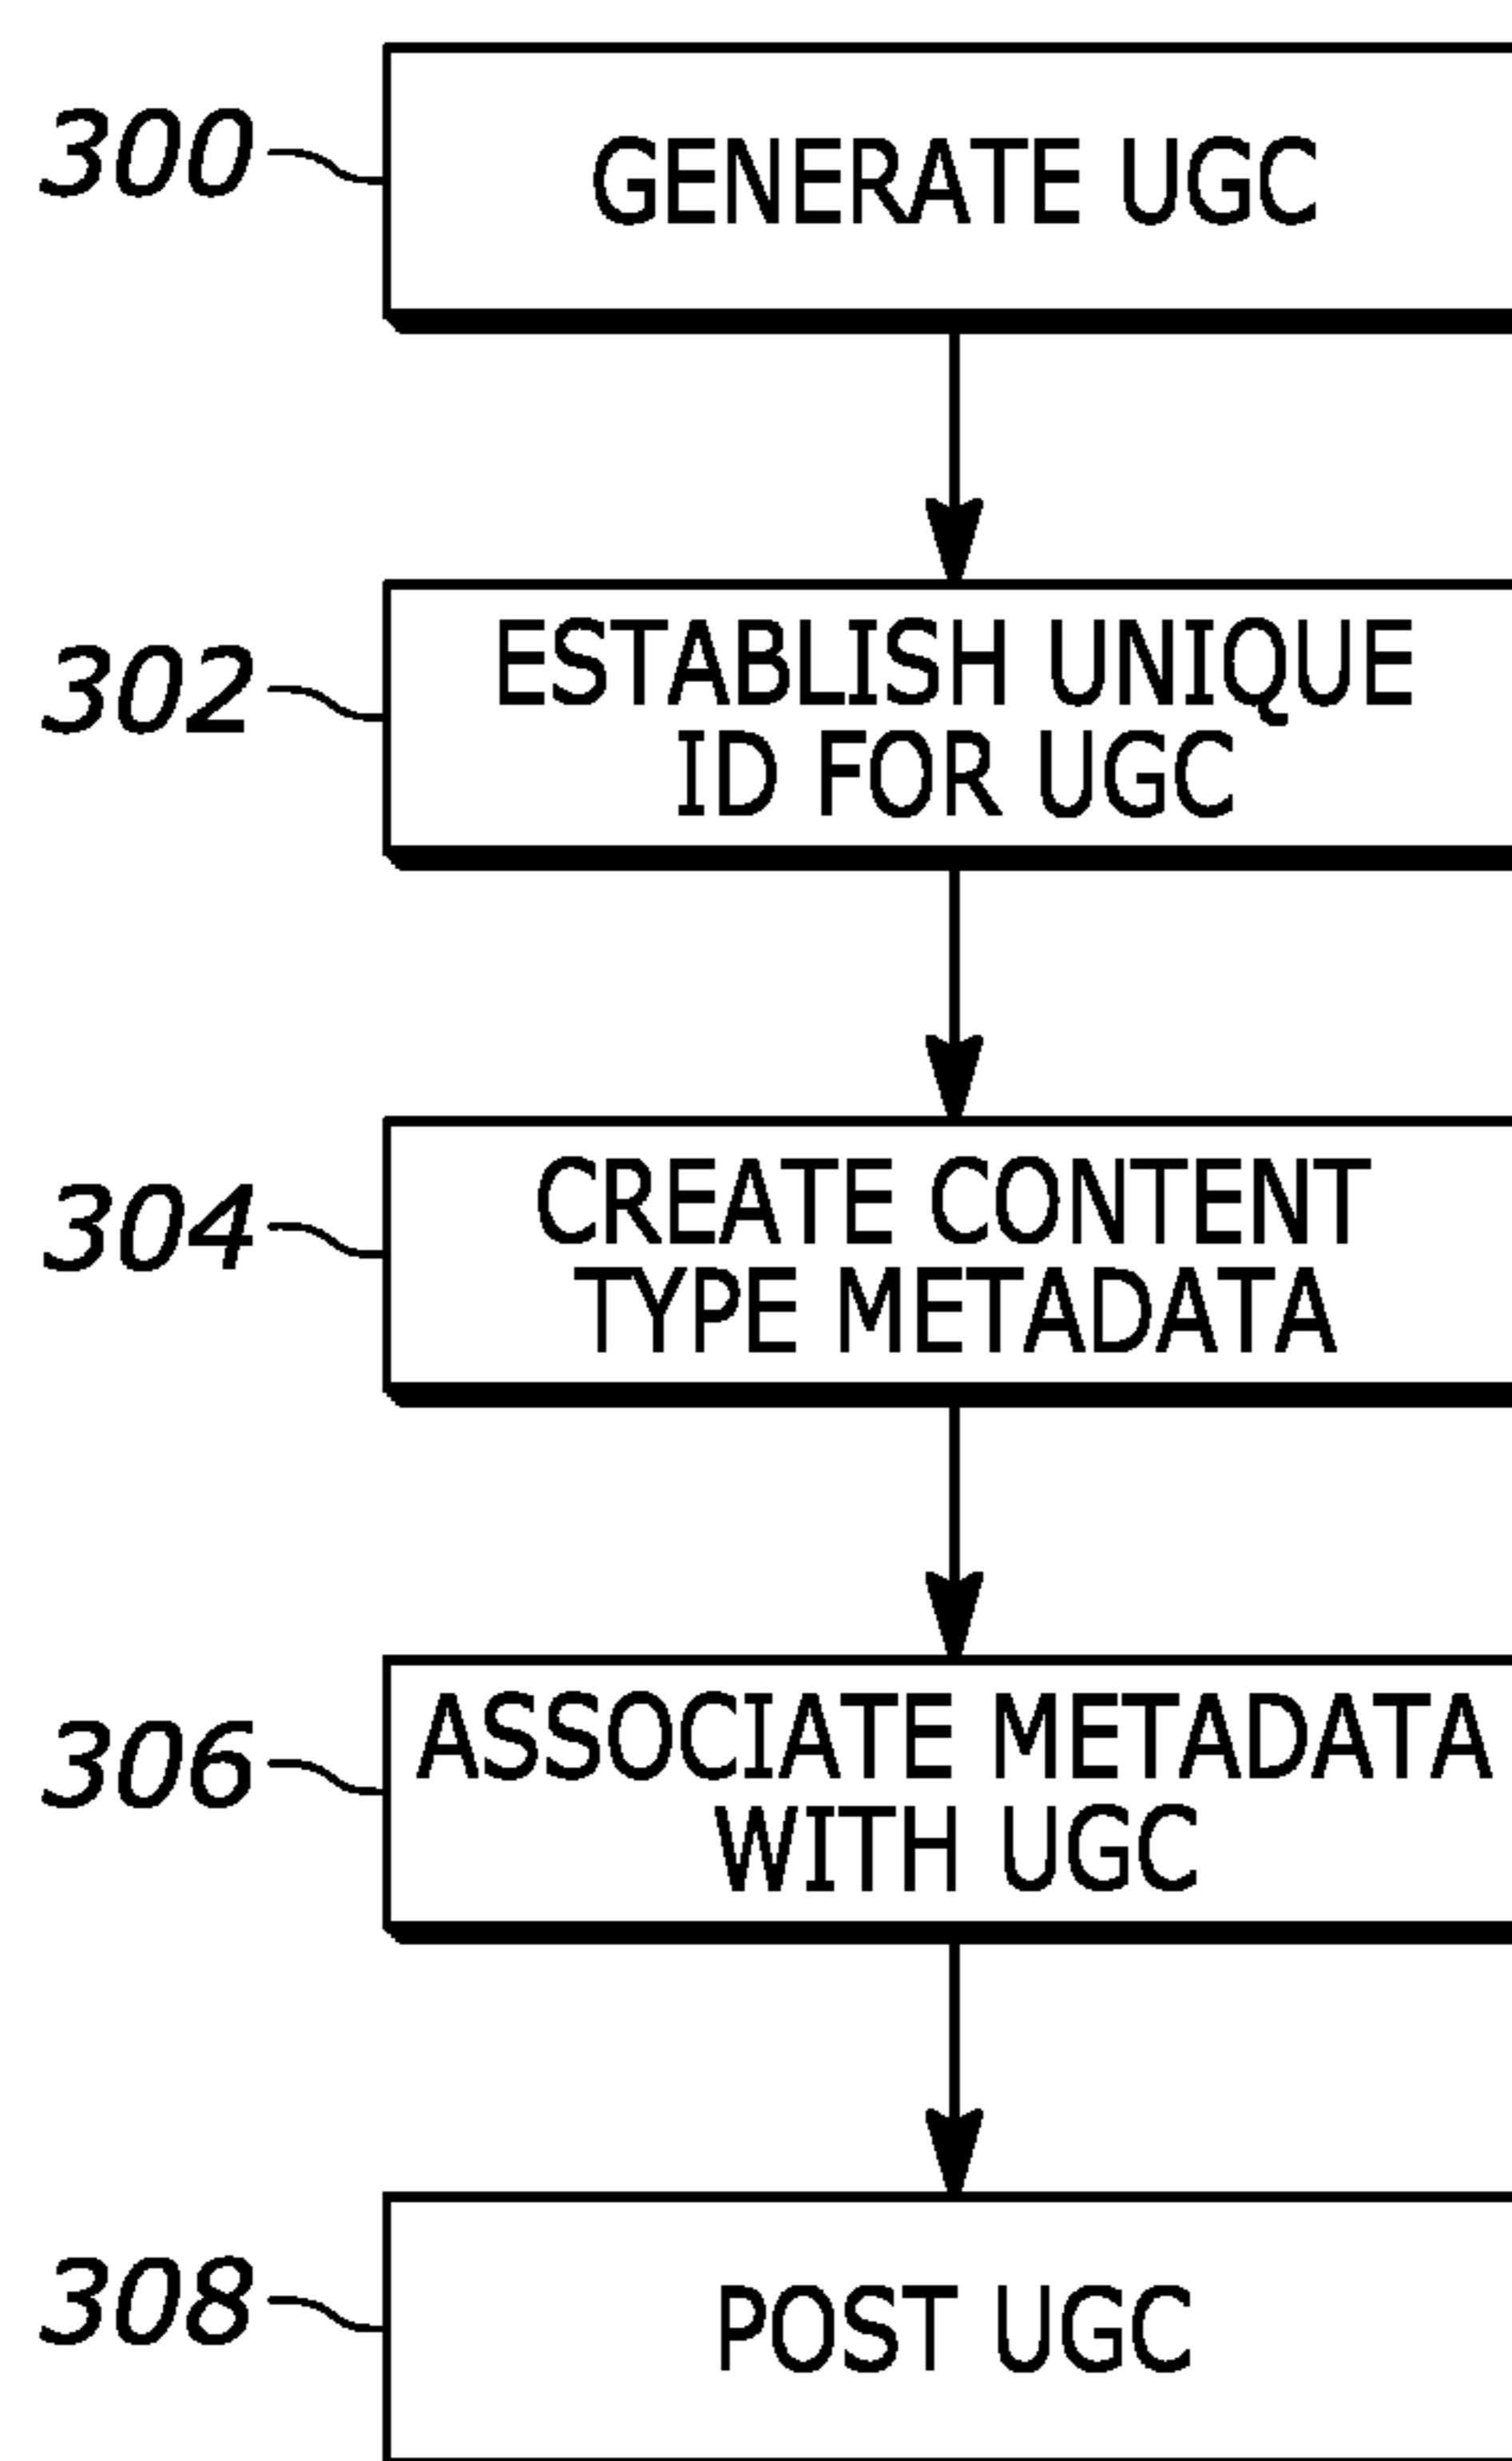 300
GENERATE UGC
302
ESTABLISH UNIQUE
ID FOR UGC
304
CREATE CONTENT
TYPE METADATA
306
ASSOCIATE METADATA
WITH UGC
308
POST UGC